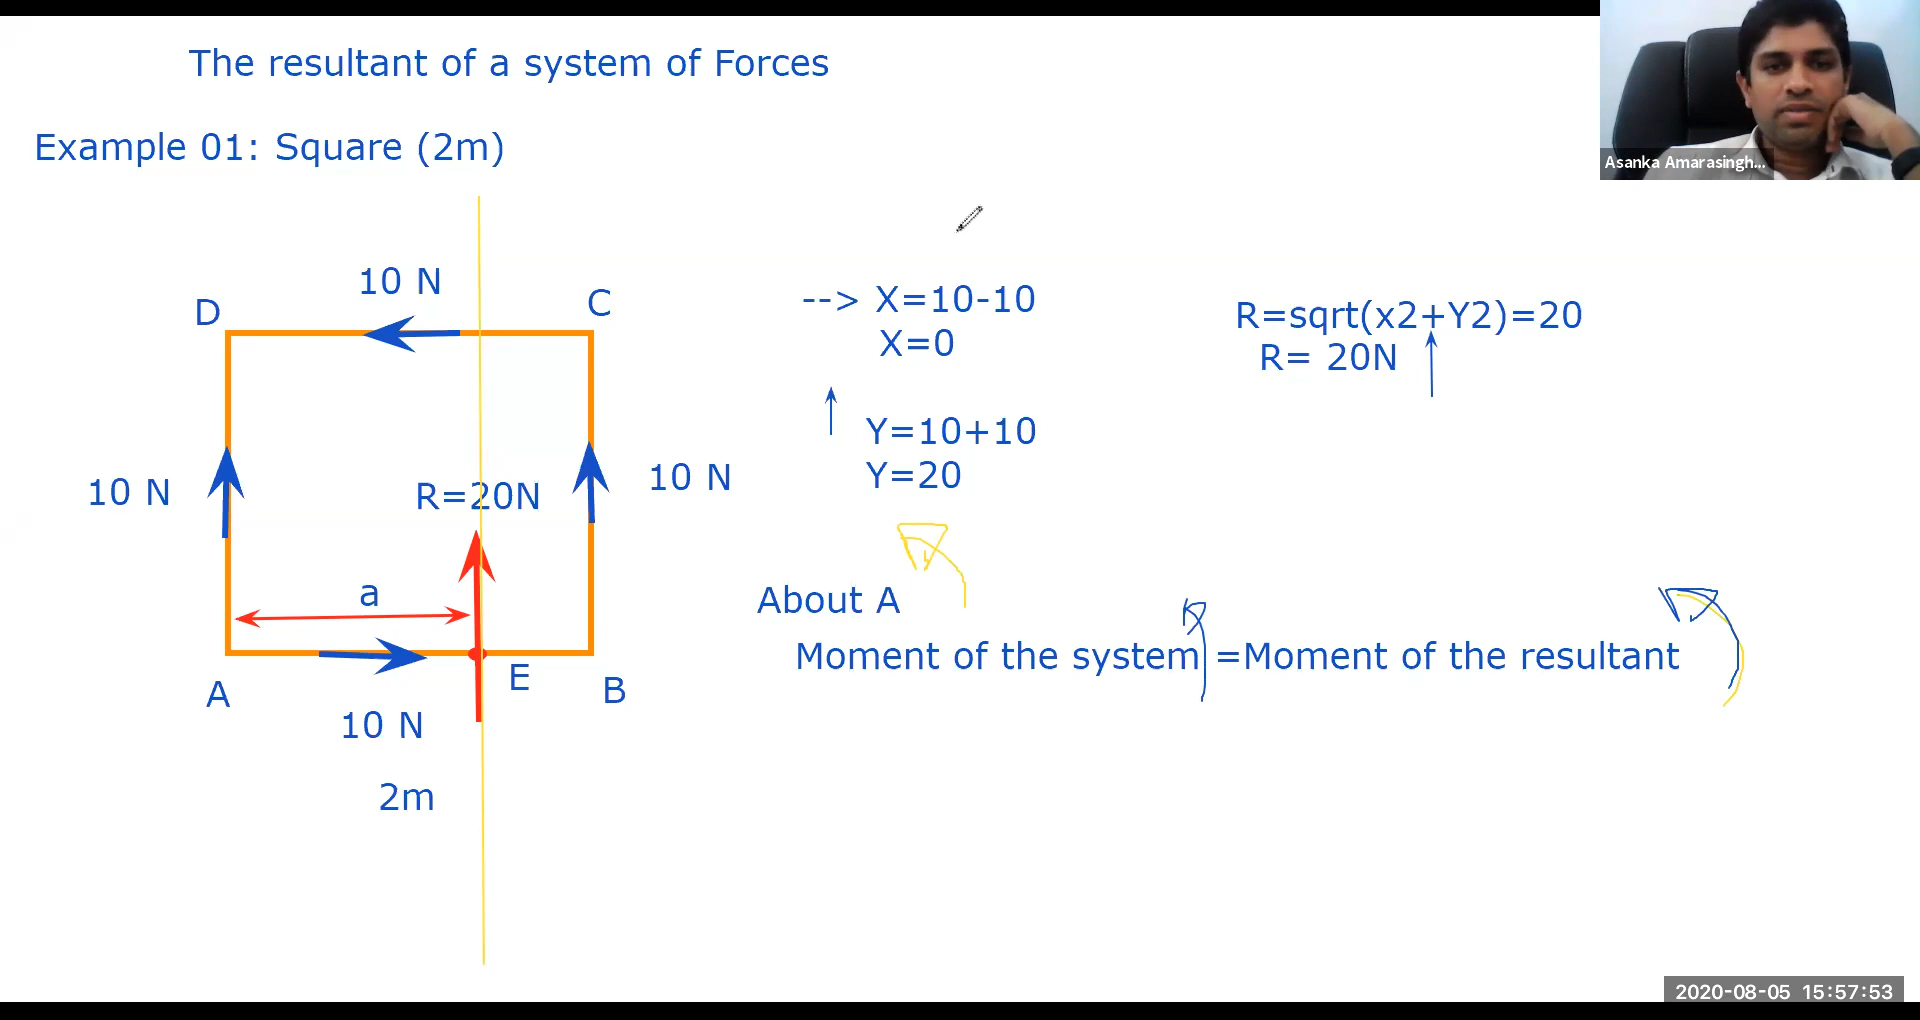 The resultant of a system of Forces
Example 01: Square (2m)
Asanka Amarasingh...
10 N
D
C
--> X=10-10
X=0
R=sqrt(x2+Y2)=20
R= 20N
Y=10+10
Y=20
10 N
R=20N
10 N
a
About A
Moment of the system =Moment of the resultant
A
E
B
10 N
2m
2020-08-05 15:57:53